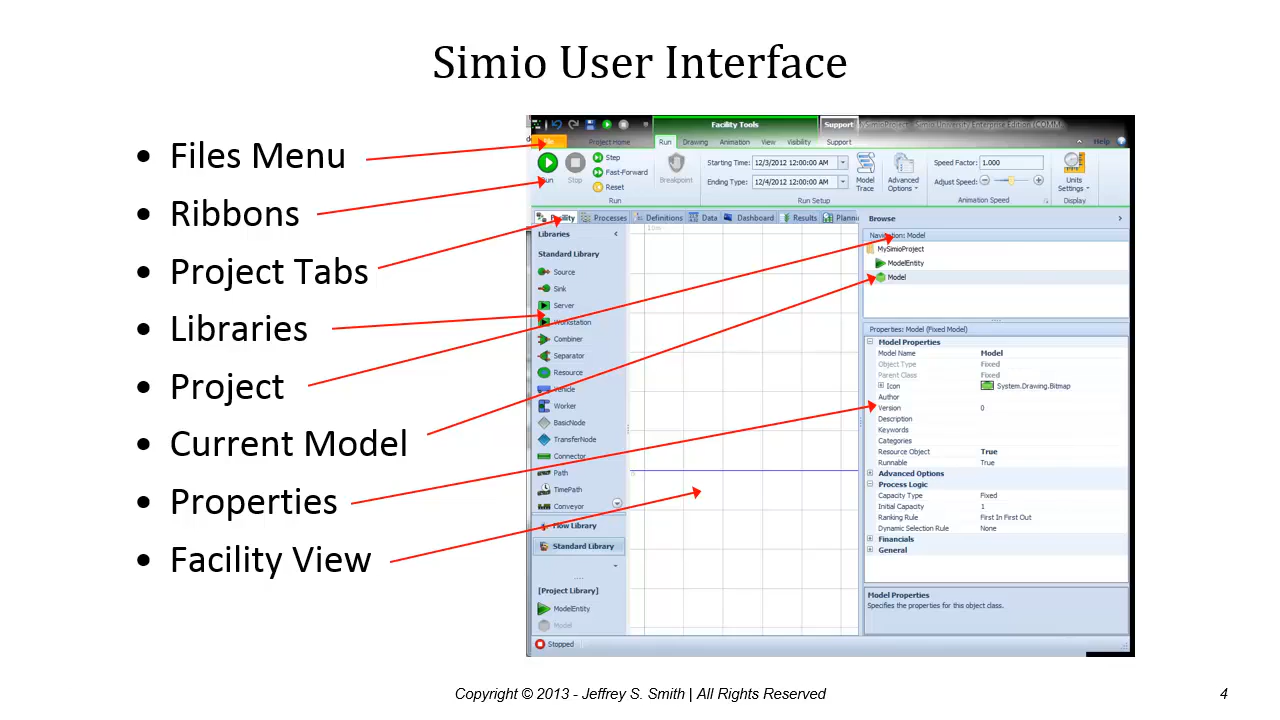 Simio User Interface
• Files Menu
• Ribbons
• Project Tabs
• Libraries
• Project
• Current Model
• Properties
• Facility View
Facility Tools
Support
MySimioProject - Simio University Enterprise Edition (COMM
Project Home
Run
Drawing
Animation
View
Visibility
Support
Help
Run
Stop
Step
Fast-Forward
Reset
Run
Breakpoint
Starting Time: 12/3/2012 12:00:00 AM
Ending Type: 12/4/2012 12:00:00 AM
Run Setup
Model Trace
Advanced Options
Speed Factor: 1.000
Adjust Speed:
Animation Speed
Units Settings
Display
Facility
Processes
Definitions
Data
Dashboard
Results
Plann
Libraries
Standard Library
Source
Sink
Server
Workstation
Combiner
Separator
Resource
Vehicle
Worker
BasicNode
TransferNode
Connector
Path
TimePath
Conveyor
Flow Library
Standard Library
[Project Library]
ModelEntity
Model
Stopped
Browse
Navigation: Model
MySimioProject
ModelEntity
Model
Properties: Model (Fixed Model)
Model Properties
Model Name Model
Object Type Fixed
Parent Class Fixed
Icon System.Drawing.Bitmap
Author
Version 0
Description
Keywords
Categories
Resource Object True
Runnable True
Advanced Options
Process Logic
Capacity Type Fixed
Initial Capacity 1
Ranking Rule First In First Out
Dynamic Selection Rule None
Financials
General
Model Properties
Specifies the properties for this object class.
Copyright © 2013 - Jeffrey S. Smith | All Rights Reserved
4